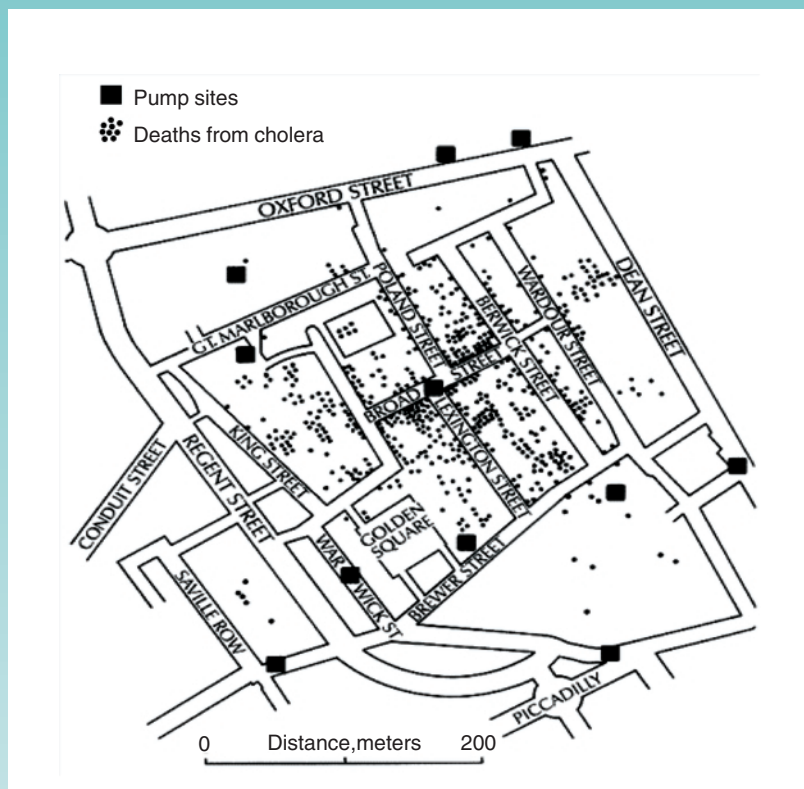 Pump sites
Deaths from cholera
OXFORD STREET
GT. MARLBOROUGH ST.
POLAND STREET
BERWICK STREET
WARDOUR STREET
DEAN STREET
BROAD STREET
LEXINGTON STREET
KING STREET
REGENT STREET
CONDUIT STREET
GOLDEN
SQUARE
WARWICK ST.
BREWER STREET
SAVILLE ROW
PICCADILLY
0 Distance,meters 200